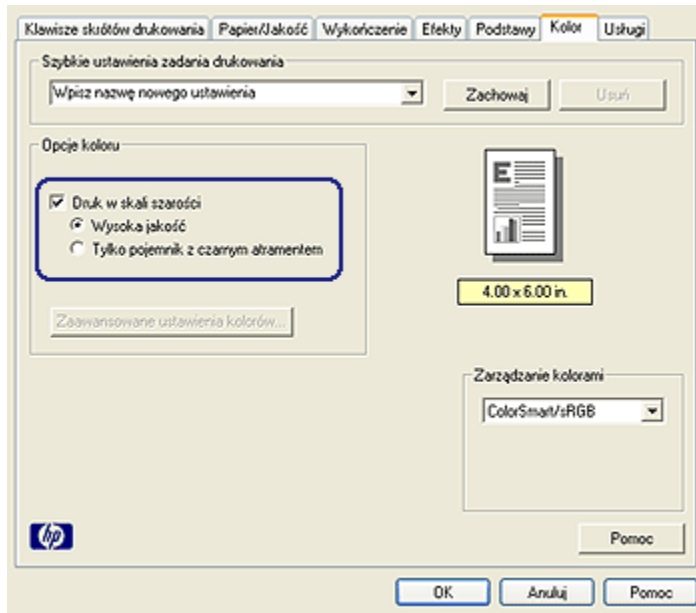 Klawisze skrótów drukowania Papier/Jakość Wykończenie Efekty Podstawy Kolor Usługi
Szybkie ustawienia zadania drukowania
Wpisz nazwę nowego ustawienia Zachowaj Usuń
Opcje koloru
Druk w skali szarości
Wysoka jakość
Tylko pojemnik z czarnym atramentem
Zaawansowane ustawienia kolorów...
E
4.00 x 6.00 in.
Zarządzanie kolorami
ColorSmart/sRGB
hp
Pomoc
OK Anuluj Pomoc